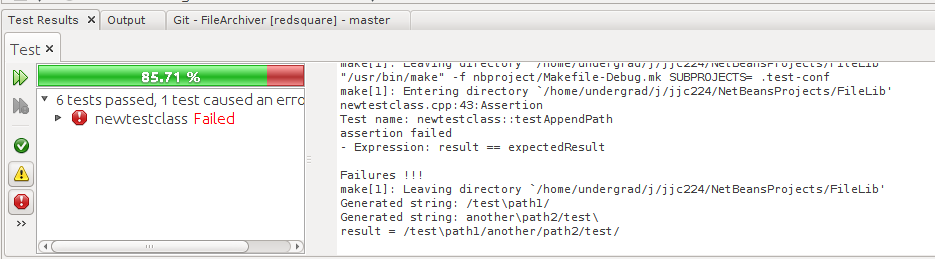 Test Results
Output
Git - FileArchiver [redsquare] - master
Test
85.71 %
6 tests passed, 1 test caused an erro
newtestclass Failed
make[1]: Leaving directory `/home/undergrad/j/jjc224/NetBeansProjects/FileLib'
"/usr/bin/make" -f nbproject/Makefile-Debug.mk SUBPROJECTS= .test-conf
make[1]: Entering directory `/home/undergrad/j/jjc224/NetBeansProjects/FileLib'
newtestclass.cpp:43:Assertion
Test name: newtestclass::testAppendPath
assertion failed
- Expression: result == expectedResult
Failures !!!
make[1]: Leaving directory `/home/undergrad/j/jjc224/NetBeansProjects/FileLib'
Generated string: /test\path1/
Generated string: another\path2/test\
result = /test\path1/another/path2/test/